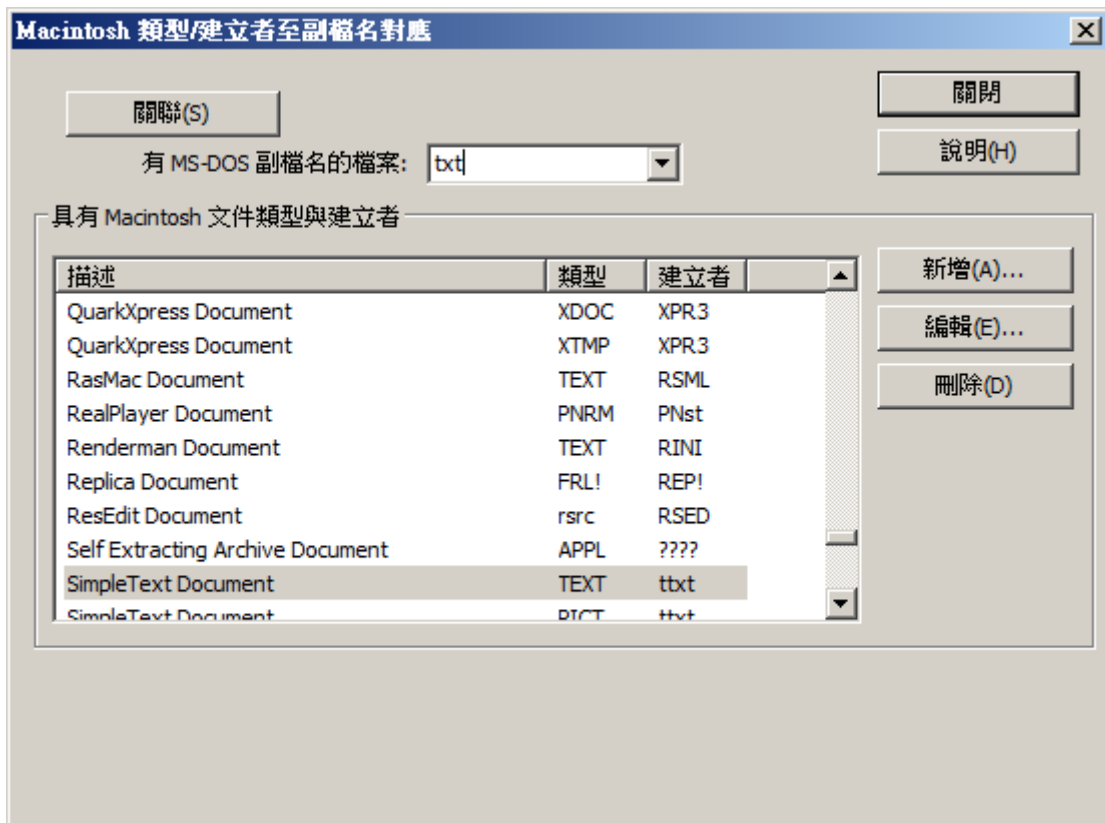 Macintosh 類型/建立者至副檔名對應
關聯(S)
關閉
有 MS-DOS 副檔名的檔案: txt
說明(H)
具有 Macintosh 文件類型與建立者
描述 類型 建立者
新增(A)...
QuarkXpress Document XDOC XPR3
編輯(E)...
QuarkXpress Document XTMP XPR3
RasMac Document TEXT RSML
刪除(D)
RealPlayer Document PNRM PNst
Renderman Document TEXT RINI
Replica Document FRL! REP!
ResEdit Document rsrc RSED
Self Extracting Archive Document APPL ????
SimpleText Document TEXT ttxt
SimpleText Document PICT ttxt